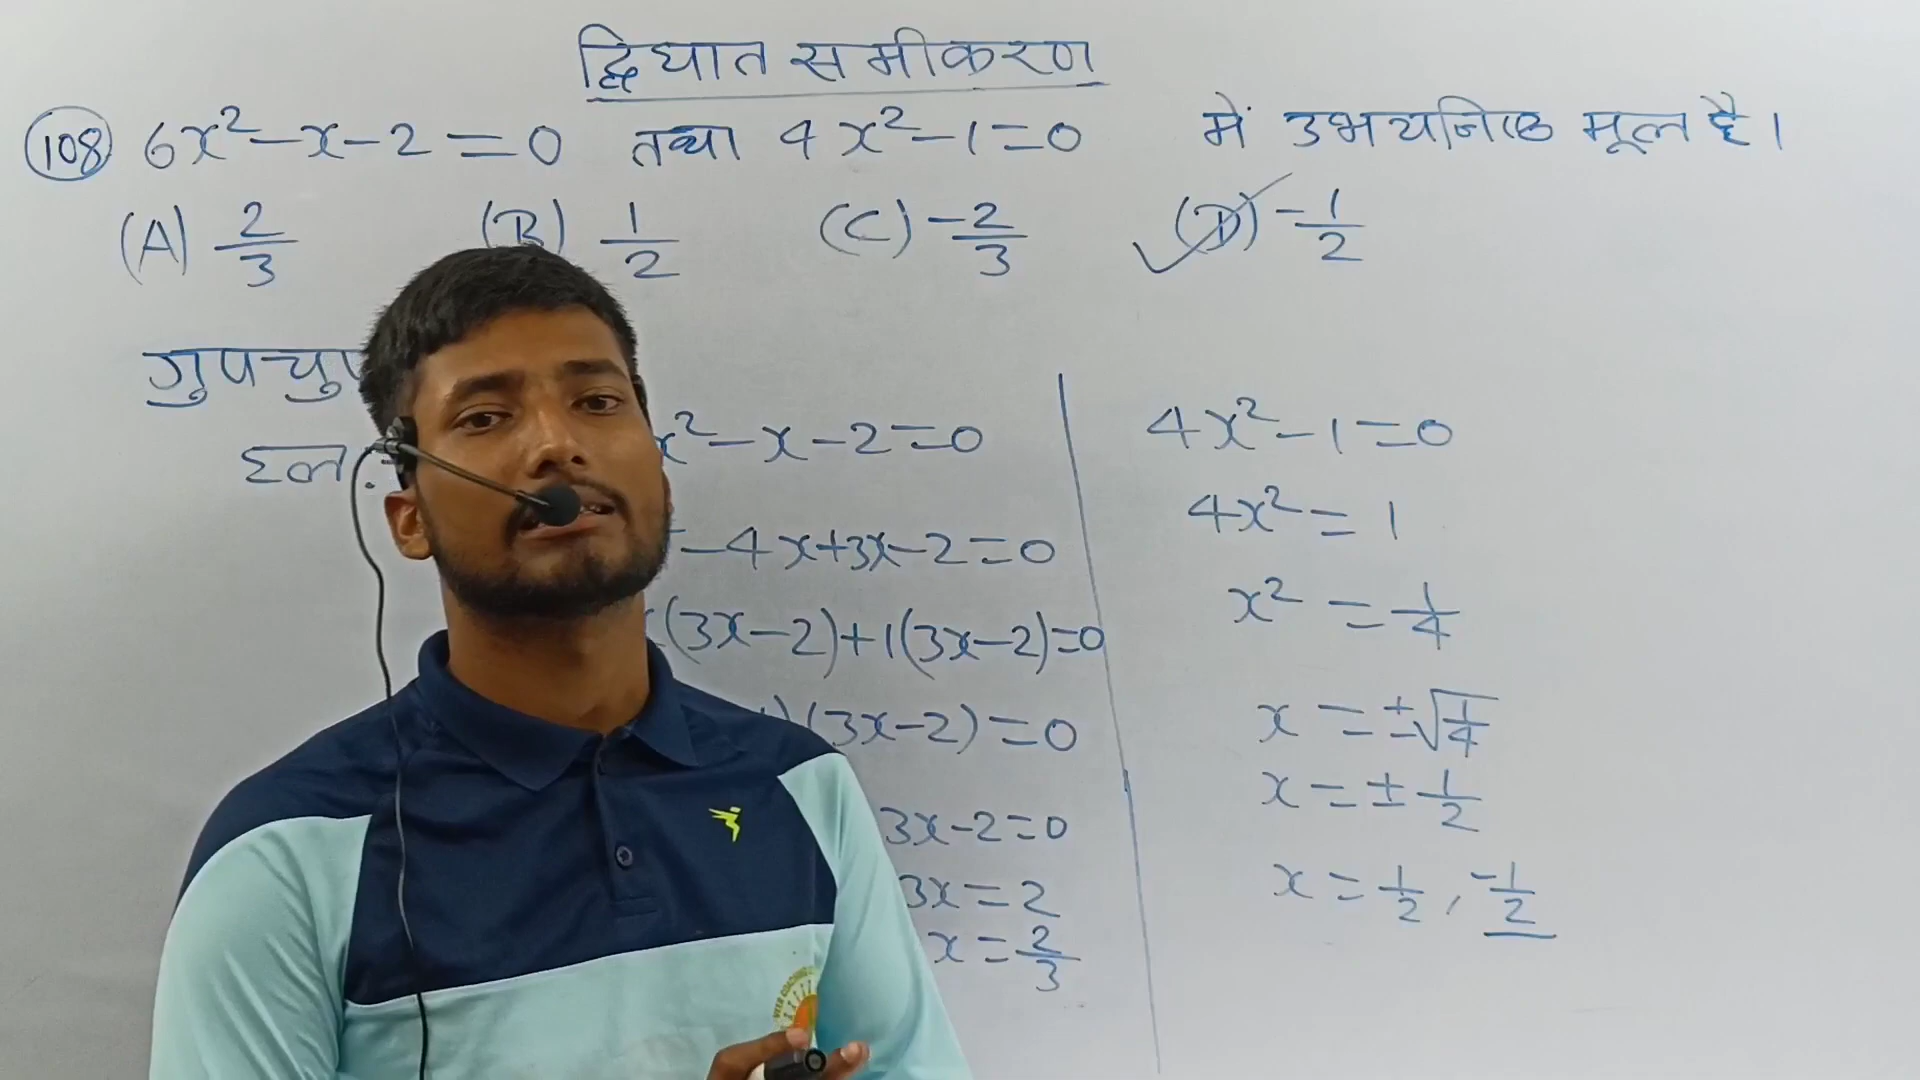 द्विघात समीकरण
108 6x²-x-2=0 तथा 4x²-1=0 में उभयनिष्ठ मूल है।
(A) 2/3 (B) 1/2 (C) -2/3 (D) -1/2
गुपचुप
हल:
x²-x-2=0
-4x+3x-2=0
(3x-2)+1(3x-2)=0
)(3x-2)=0
3x-2=0
3x=2
x=2/3
4x²-1=0
4x²=1
x²=1/4
x=±√1/4
x=±1/2
x=1/2, -1/2